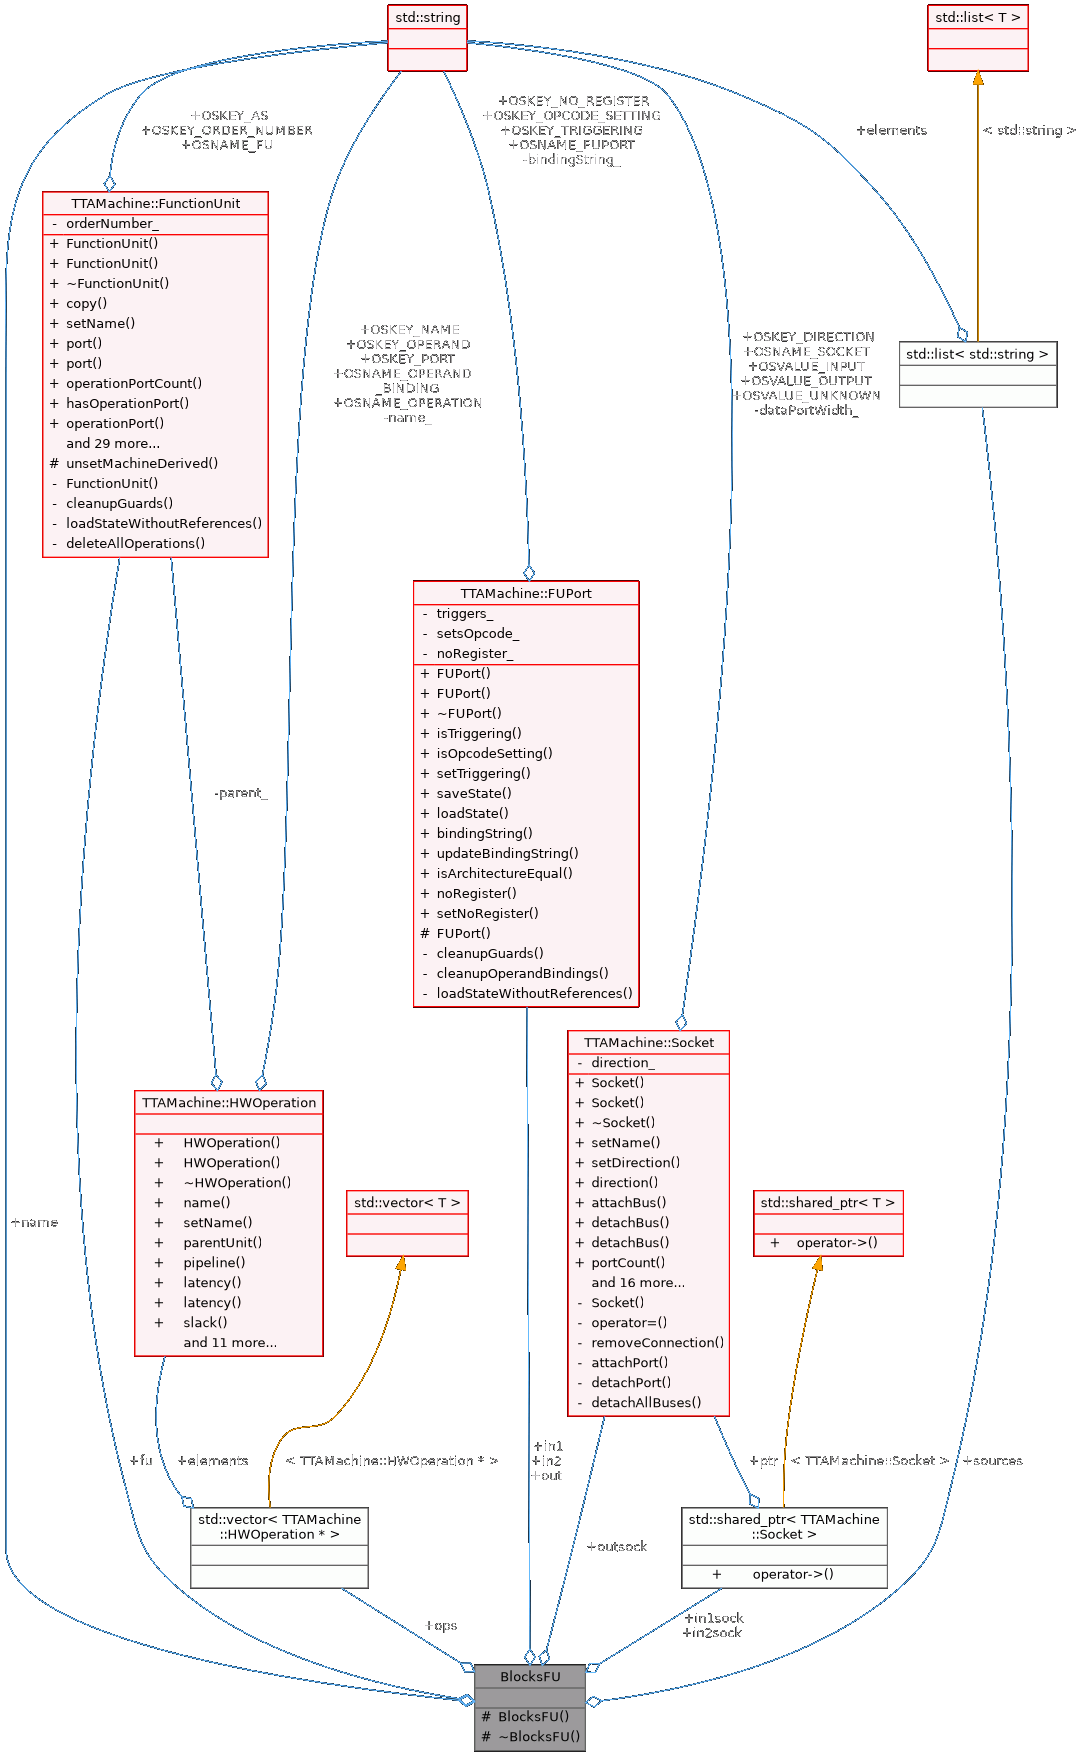 std::string
std::list< T >
+OSKEY_AS
+OSKEY_ORDER_NUMBER
+OSNAME_FU
+OSKEY_NO_REGISTER
+OSKEY_OPCODE_SETTING
+OSKEY_TRIGGERING
+OSNAME_FUPORT
-bindingString_
+elements
< std::string >
TTAMachine::FunctionUnit
- orderNumber_
+ FunctionUnit()
+ FunctionUnit()
+ ~FunctionUnit()
+ copy()
+ setName()
+ port()
+ port()
+ operationPortCount()
+ hasOperationPort()
+ operationPort()
and 29 more...
# unsetMachineDerived()
- FunctionUnit()
- cleanupGuards()
- loadStateWithoutReferences()
- deleteAllOperations()
+OSKEY_NAME
+OSKEY_OPERAND
+OSKEY_PORT
+OSNAME_OPERAND
_BINDING
+OSNAME_OPERATION
-name_
+OSKEY_DIRECTION
+OSNAME_SOCKET
+OSVALUE_INPUT
+OSVALUE_OUTPUT
+OSVALUE_UNKNOWN
-dataPortWidth_
std::list< std::string >
TTAMachine::FUPort
- triggers_
- setsOpcode_
- noRegister_
+ FUPort()
+ FUPort()
+ ~FUPort()
+ isTriggering()
+ isOpcodeSetting()
+ setTriggering()
+ saveState()
+ loadState()
+ bindingString()
+ updateBindingString()
+ isArchitectureEqual()
+ noRegister()
+ setNoRegister()
# FUPort()
- cleanupGuards()
- cleanupOperandBindings()
- loadStateWithoutReferences()
-parent_
TTAMachine::Socket
- direction_
+ Socket()
+ Socket()
+ ~Socket()
+ setName()
+ setDirection()
+ direction()
+ attachBus()
+ detachBus()
+ detachBus()
+ portCount()
and 16 more...
- Socket()
- operator=()
- removeConnection()
- attachPort()
- detachPort()
- detachAllBuses()
TTAMachine::HWOperation
+ HWOperation()
+ HWOperation()
+ ~HWOperation()
+ name()
+ setName()
+ parentUnit()
+ pipeline()
+ latency()
+ latency()
+ slack()
and 11 more...
std::vector< T >
std::shared_ptr< T >
+ operator->()
+name
+fu
+elements
< TTAMachine::HWOperation * >
+in1
+in2
+out
+ptr
< TTAMachine::Socket >
+sources
std::vector< TTAMachine
::HWOperation * >
std::shared_ptr< TTAMachine
::Socket >
+ operator->()
+outsock
+ops
+in1sock
+in2sock
BlocksFU
# BlocksFU()
# ~BlocksFU()